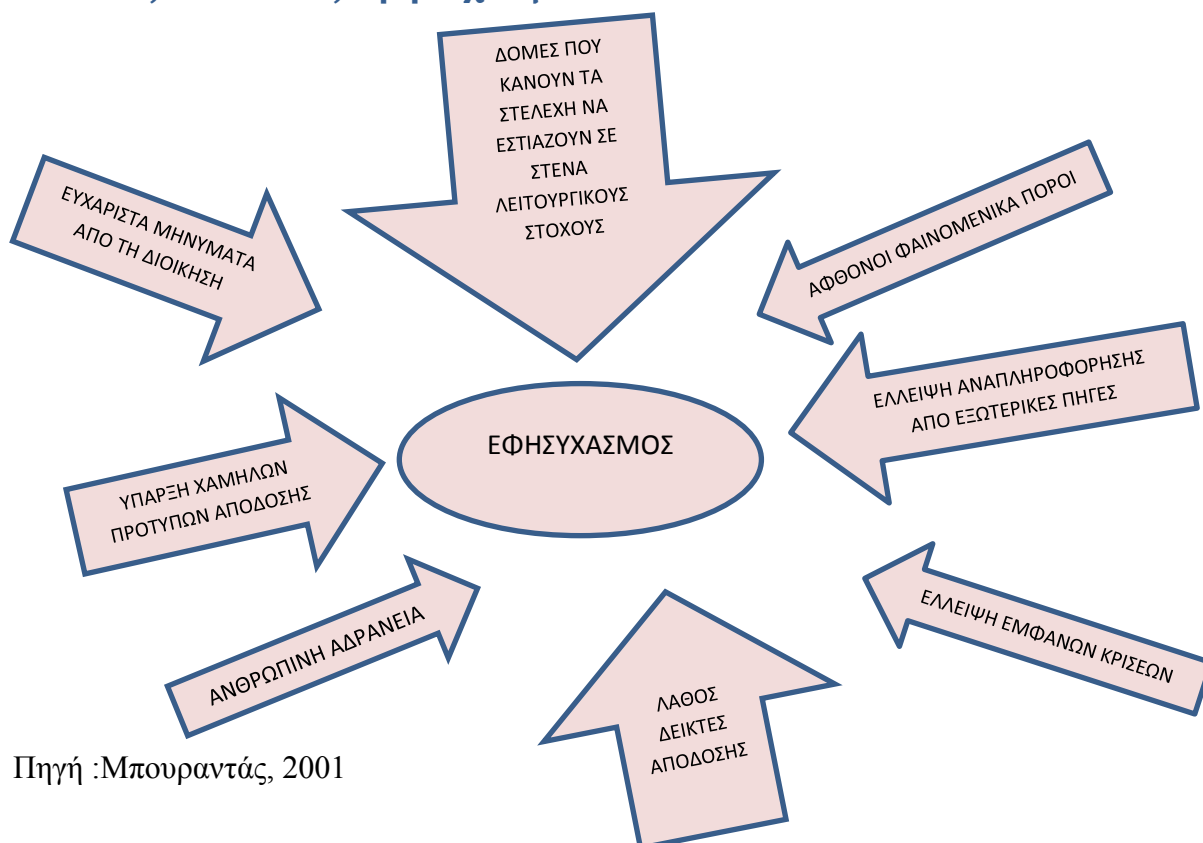 ΔΟΜΕΣ ΠΟΥ
ΚΑΝΟΥΝ ΤΑ
ΣΤΕΛΕΧΗ ΝΑ
ΕΣΤΙΑΖΟΥΝ ΣΕ
ΣΤΕΝΑ
ΛΕΙΤΟΥΡΓΙΚΟΥΣ
ΣΤΟΧΟΥΣ
ΕΥΧΑΡΙΣΤΑ ΜΗΝΥΜΑΤΑ
ΑΠΟ ΤΗ ΔΙΟΙΚΗΣΗ
ΑΦΘΟΝΟΙ ΦΑΙΝΟΜΕΝΙΚΑ ΠΟΡΟΙ
ΕΛΛΕΙΨΗ ΑΝΑΠΛΗΡΟΦΟΡΗΣΗΣ
ΑΠΟ ΕΞΩΤΕΡΙΚΕΣ ΠΗΓΕΣ
ΕΦΗΣΥΧΑΣΜΟΣ
ΥΠΑΡΞΗ ΧΑΜΗΛΩΝ
ΠΡΟΤΥΠΩΝ ΑΠΟΔΟΣΗΣ
ΑΝΘΡΩΠΙΝΗ ΑΔΡΑΝΕΙΑ
ΕΛΛΕΙΨΗ ΕΜΦΑΝΩΝ ΚΡΙΣΕΩΝ
ΛΑΘΟΣ
ΔΕΙΚΤΕΣ
ΑΠΟΔΟΣΗΣ
Πηγή :Μπουραντάς, 2001